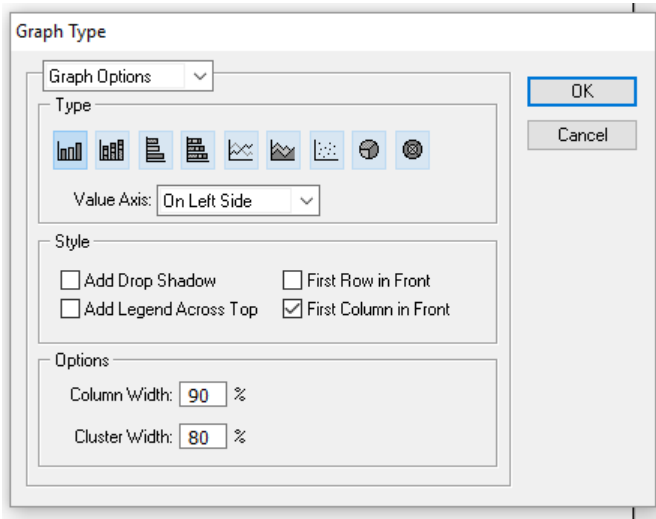 Graph Type
Graph Options
OK
Type
Cancel
Value Axis: On Left Side
Style
Add Drop Shadow First Row in Front
Add Legend Across Top First Column in Front
Options
Column Width: 90 %
Cluster Width: 80 %